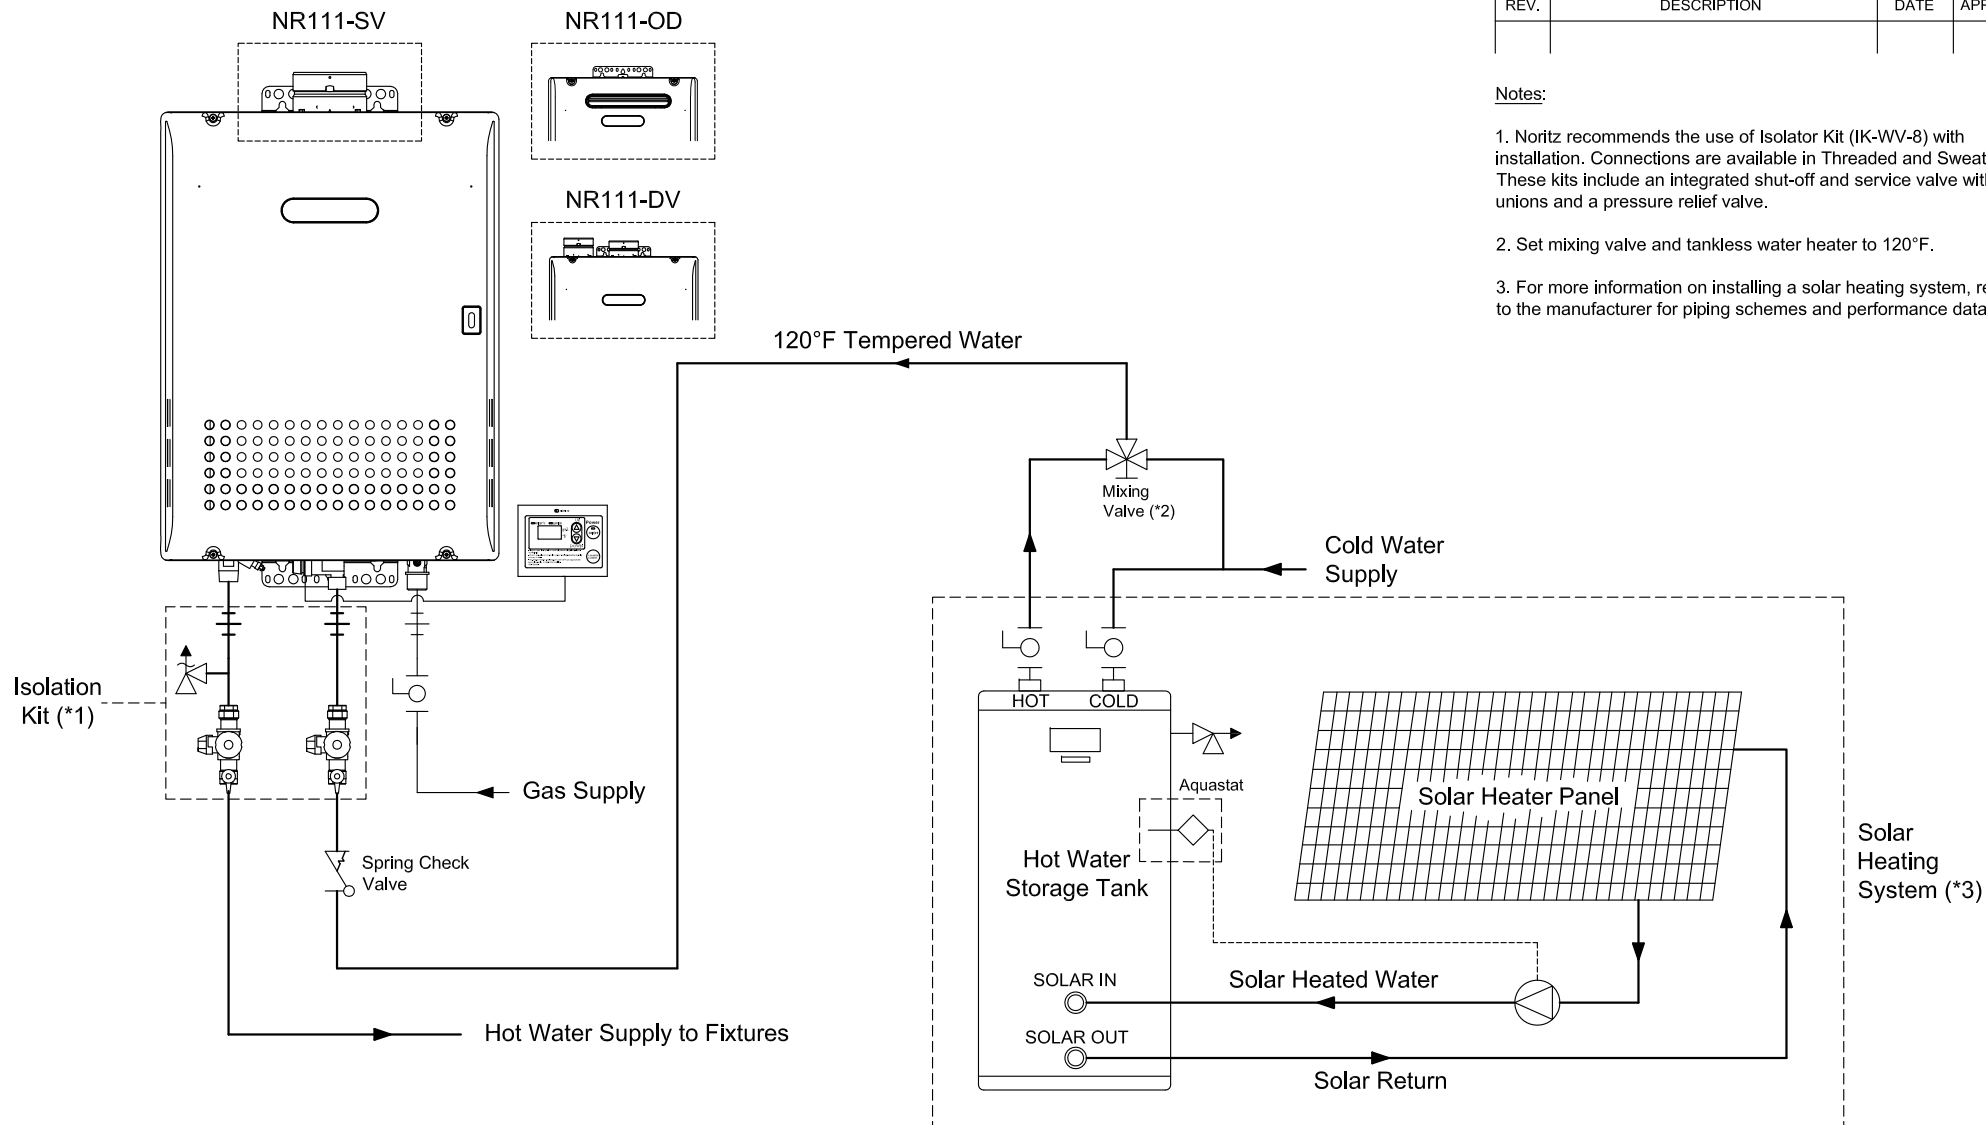 NR111-SV
NR111-OD
REV.
DESCRIPTION
DATE
Notes:
1. Noritz recommends the use of Isolator Kit (IK-WV-8) with
installation. Connections are available in Threaded and Sweat
These kits include an integrated shut-off and service valve
unions and a pressure relief valve.
2. Set mixing valve and tankless water heater to 120°F.
3. For more information on installing a solar heating system,
to the manufacturer for piping schemes and performance data
NR111-DV
120°F Tempered Water
Mixing
Valve (*2)
Cold Water
Supply
Isolation
Kit (*1)
HOT
COLD
Gas Supply
Aquastat
Solar Heater Panel
Spring Check
Valve
Hot Water
Storage Tank
Solar
Heating
System (*3)
SOLAR IN
Solar Heated Water
SOLAR OUT
Solar Return
Hot Water Supply to Fixtures